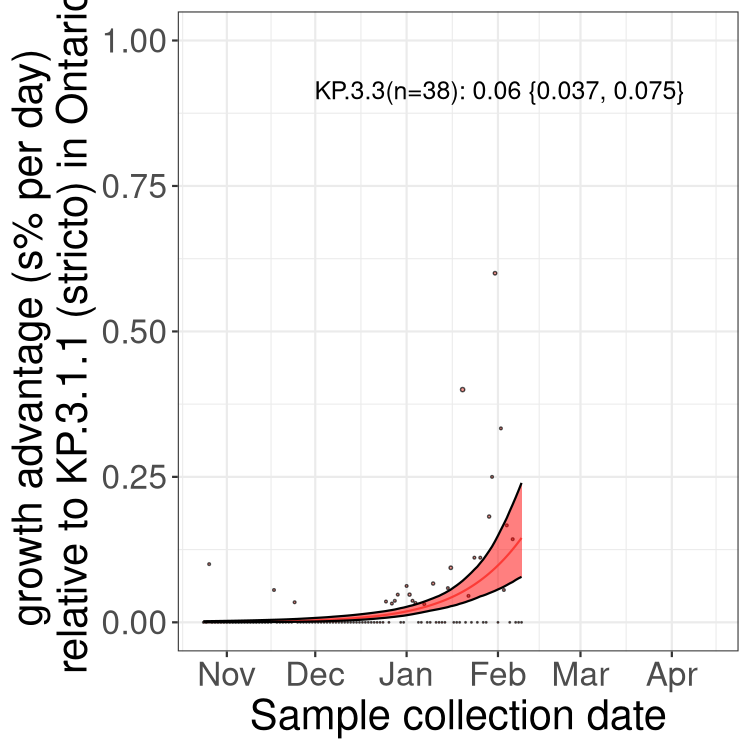 growth advantage (s% per day)
relative to KP.3.1.1 (stricto) in Ontario
1.00
0.75
0.50
0.25
0.00
KP.3.3(n=38): 0.06 {0.037, 0.075}
Nov Dec Jan Feb Mar Apr
Sample collection date